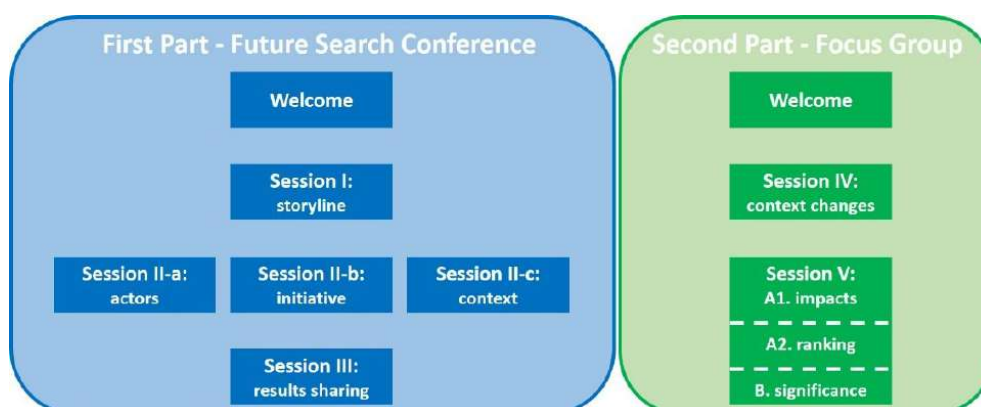 First Part - Future Search Conference
Welcome
Session I:
storyline
Session II-a:
actors
Session II-b:
initiative
Session II-c:
context
Session III:
results sharing
Second Part - Focus Group
Welcome
Session IV:
context changes
Session V:
A1. impacts
A2. ranking
B. significance